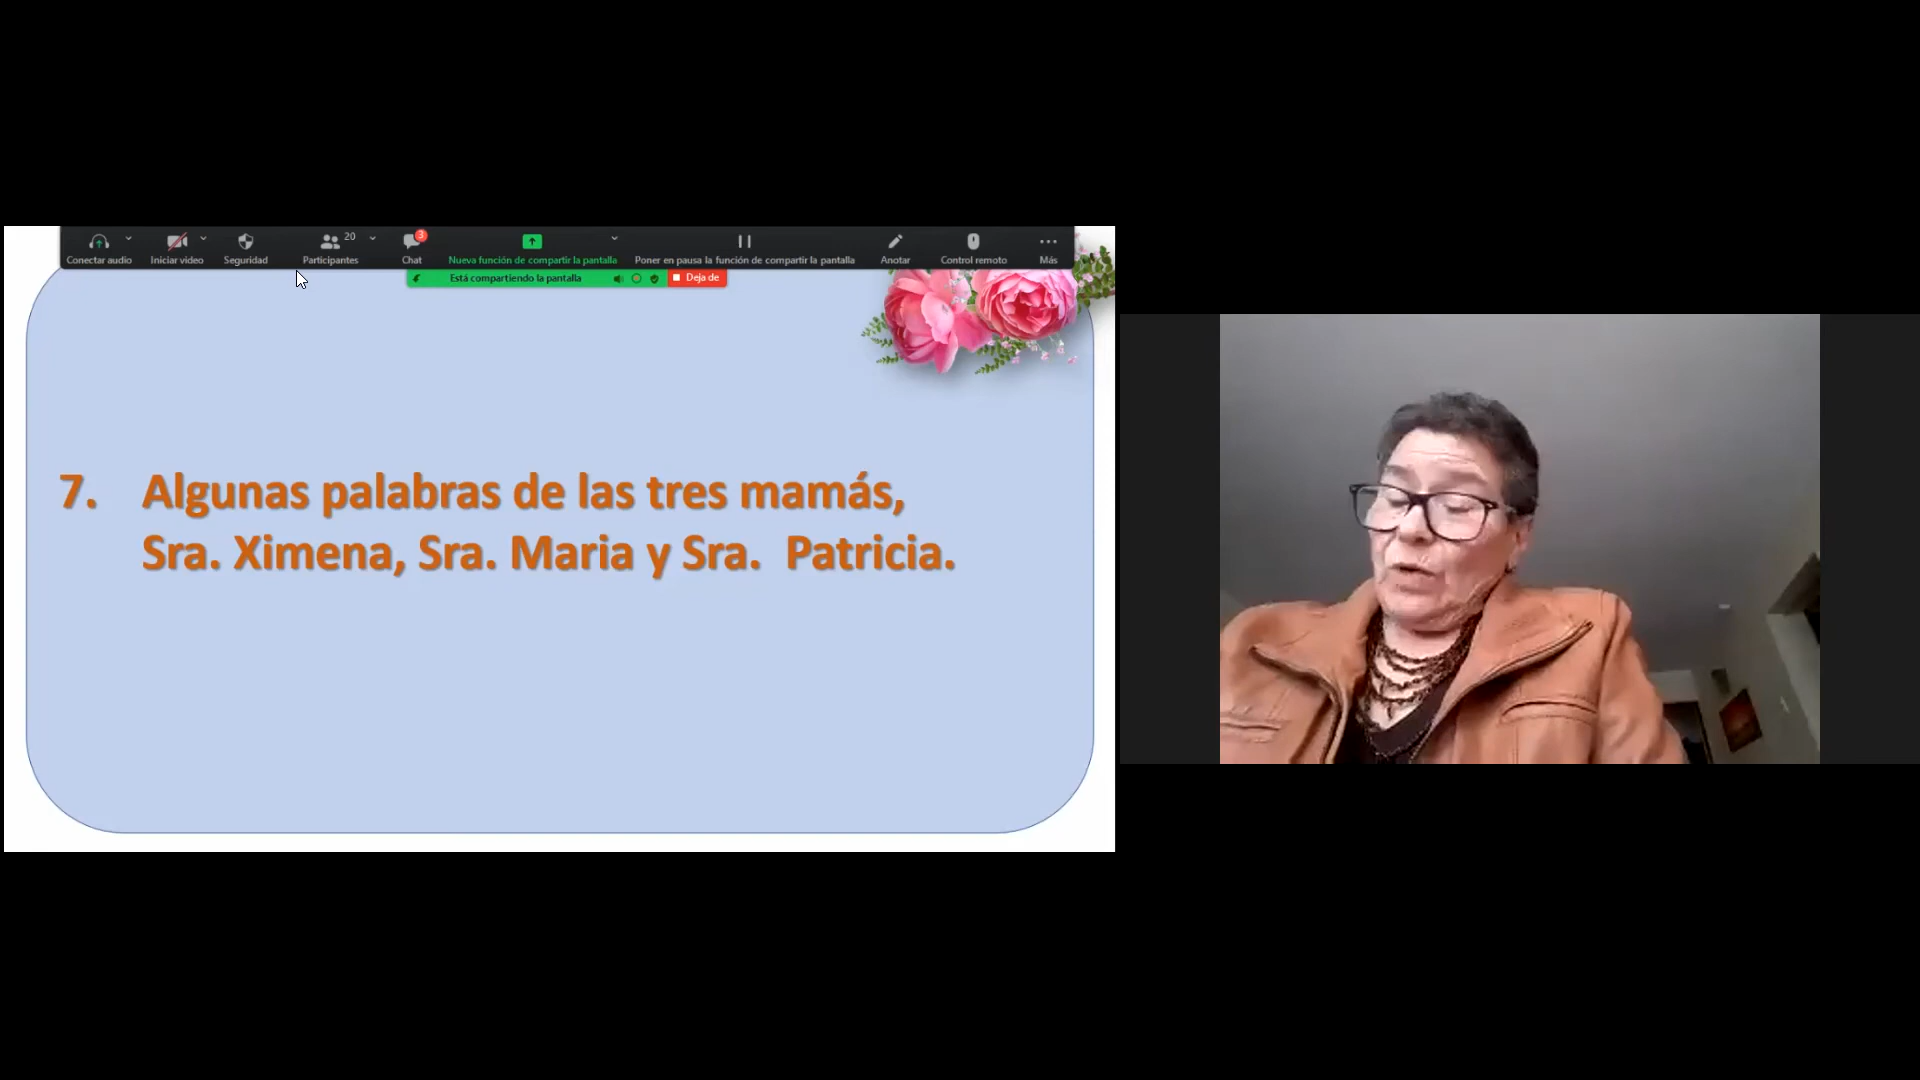 20
3
Conectar audio Iniciar video Seguridad Participantes Chat Nueva función de compartir la pantalla Poner en pausa la función de compartir la pantalla Anotar Control remoto Más
Está compartiendo la pantalla Deja de
7. Algunas palabras de las tres mamás,
Sra. Ximena, Sra. Maria y Sra. Patricia.